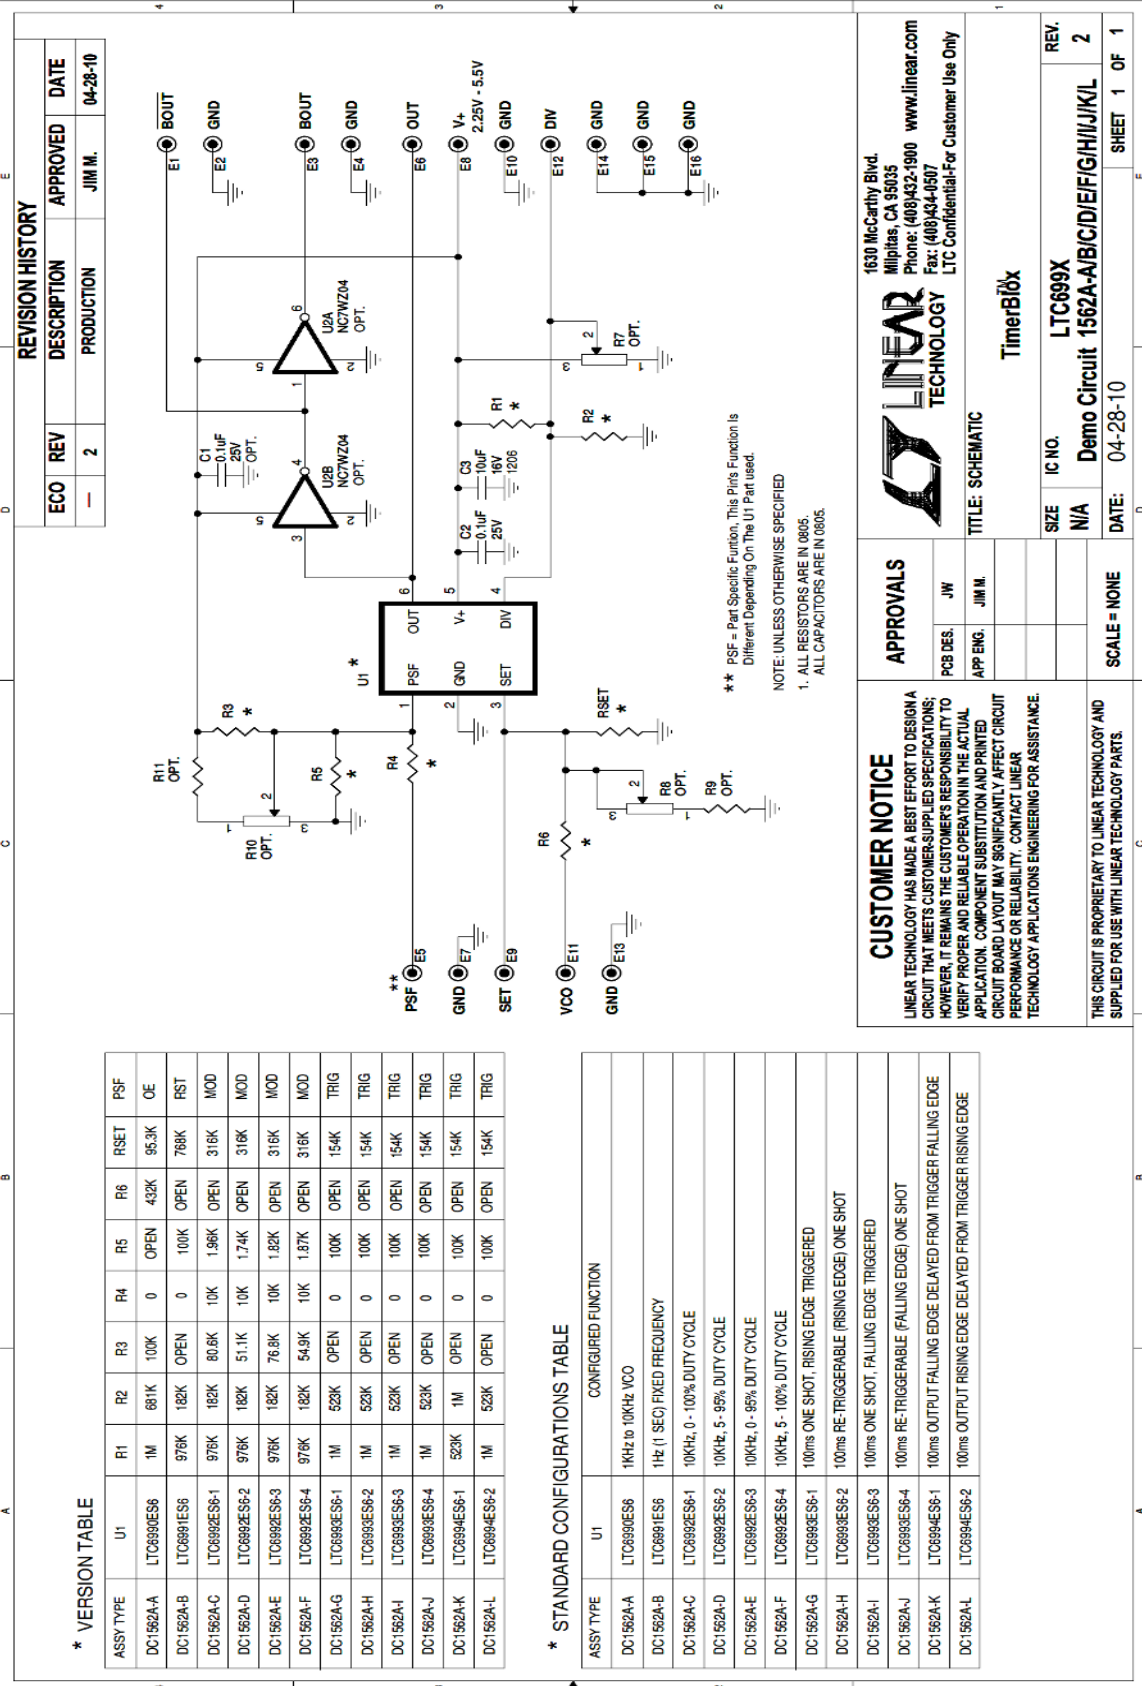 REVISION HISTORY
ECO REV DESCRIPTION APPROVED DATE
— 2 PRODUCTION JIM M. 04-28-10
* VERSION TABLE
ASSY TYPE U1 R1 R2 R3 R4 R5 R6 RSET PSF
DC1562A-A LTC6990ES6 1M 681K 100K 0 OPEN 432K 95.3K OE
DC1562A-B LTC6991ES6 976K 182K OPEN 0 100K OPEN 768K RST
DC1562A-C LTC6992ES6-1 976K 182K 80.6K 10K 1.96K OPEN 316K MOD
DC1562A-D LTC6992ES6-2 976K 182K 51.1K 10K 1.74K OPEN 316K MOD
DC1562A-E LTC6992ES6-3 976K 182K 76.8K 10K 1.82K OPEN 316K MOD
DC1562A-F LTC6992ES6-4 976K 182K 54.9K 10K 1.87K OPEN 316K MOD
DC1562A-G LTC6993ES6-1 1M 523K OPEN 0 100K OPEN 154K TRIG
DC1562A-H LTC6993ES6-2 1M 523K OPEN 0 100K OPEN 154K TRIG
DC1562A-I LTC6993ES6-3 1M 523K OPEN 0 100K OPEN 154K TRIG
DC1562A-J LTC6993ES6-4 1M 523K OPEN 0 100K OPEN 154K TRIG
DC1562A-K LTC6994ES6-1 523K 1M OPEN 0 100K OPEN 154K TRIG
DC1562A-L LTC6994ES6-2 1M 523K OPEN 0 100K OPEN 154K TRIG
* STANDARD CONFIGURATIONS TABLE
ASSY TYPE U1 CONFIGURED FUNCTION
DC1562A-A LTC6990ES6 1KHz to 10KHz VCO
DC1562A-B LTC6991ES6 1Hz (1 SEC) FIXED FREQUENCY
DC1562A-C LTC6992ES6-1 10KHz, 0 - 100% DUTY CYCLE
DC1562A-D LTC6992ES6-2 10KHz, 5 - 95% DUTY CYCLE
DC1562A-E LTC6992ES6-3 10KHz, 0 - 95% DUTY CYCLE
DC1562A-F LTC6992ES6-4 10KHz, 5 - 100% DUTY CYCLE
DC1562A-G LTC6993ES6-1 100ms ONE SHOT, RISING EDGE TRIGGERED
DC1562A-H LTC6993ES6-2 100ms RE-TRIGGERABLE (RISING EDGE) ONE SHOT
DC1562A-I LTC6993ES6-3 100ms ONE SHOT, FALLING EDGE TRIGGERED
DC1562A-J LTC6993ES6-4 100ms RE-TRIGGERABLE (FALLING EDGE) ONE SHOT
DC1562A-K LTC6994ES6-1 100ms OUTPUT FALLING EDGE DELAYED FROM TRIGGER FALLING EDGE
DC1562A-L LTC6994ES6-2 100ms OUTPUT RISING EDGE DELAYED FROM TRIGGER RISING EDGE
R11
OPT.
R3
*
R10
OPT.
1
2
3
R5
*
R4
*
**
PSF E5
GND E7
SET E9
VCO E11
GND E13
R6
*
R8
OPT.
3
2
1
R9
OPT.
RSET
*
U1 *
1 PSF OUT 6
2 GND V+ 5
3 SET DIV 4
C1
0.1uF
25V
OPT.
3 4
5
2
U2B
NC7WZ04
OPT.
1 6
5
2
U2A
NC7WZ04
OPT.
C2
0.1uF
25V
C3
10uF
16V
1206
R1
*
R2
*
R7
OPT.
3
2
1
E1 BOUT
E2 GND
E3 BOUT
E4 GND
E6 OUT
E8 V+
2.25V - 5.5V
E10 GND
E12 DIV
E14 GND
E15 GND
E16 GND
** PSF = Part Specific Funtion, This Pin's Function Is
Different Depending On The U1 Part used.
NOTE: UNLESS OTHERWISE SPECIFIED
1. ALL RESISTORS ARE IN 0805.
ALL CAPACITORS ARE IN 0805.
CUSTOMER NOTICE
LINEAR TECHNOLOGY HAS MADE A BEST EFFORT TO DESIGN A
CIRCUIT THAT MEETS CUSTOMER-SUPPLIED SPECIFICATIONS;
HOWEVER, IT REMAINS THE CUSTOMER'S RESPONSIBILITY TO
VERIFY PROPER AND RELIABLE OPERATION IN THE ACTUAL
APPLICATION. COMPONENT SUBSTITUTION AND PRINTED
CIRCUIT BOARD LAYOUT MAY SIGNIFICANTLY AFFECT CIRCUIT
PERFORMANCE OR RELIABILITY. CONTACT LINEAR
TECHNOLOGY APPLICATIONS ENGINEERING FOR ASSISTANCE.
THIS CIRCUIT IS PROPRIETARY TO LINEAR TECHNOLOGY AND
SUPPLIED FOR USE WITH LINEAR TECHNOLOGY PARTS.
APPROVALS
PCB DES. JW
APP ENG. JIM M.
SCALE = NONE
LINEAR
TECHNOLOGY
1630 McCarthy Blvd.
Milpitas, CA 95035
Phone: (408)432-1900 www.linear.com
Fax: (408)434-0507
LTC Confidential-For Customer Use Only
TITLE: SCHEMATIC
TimerBlox™
SIZE
N/A
IC NO.
LTC699X
Demo Circuit 1562A-A/B/C/D/E/F/G/H/I/J/K/L
REV.
2
DATE: 04-28-10
SHEET 1 OF 1